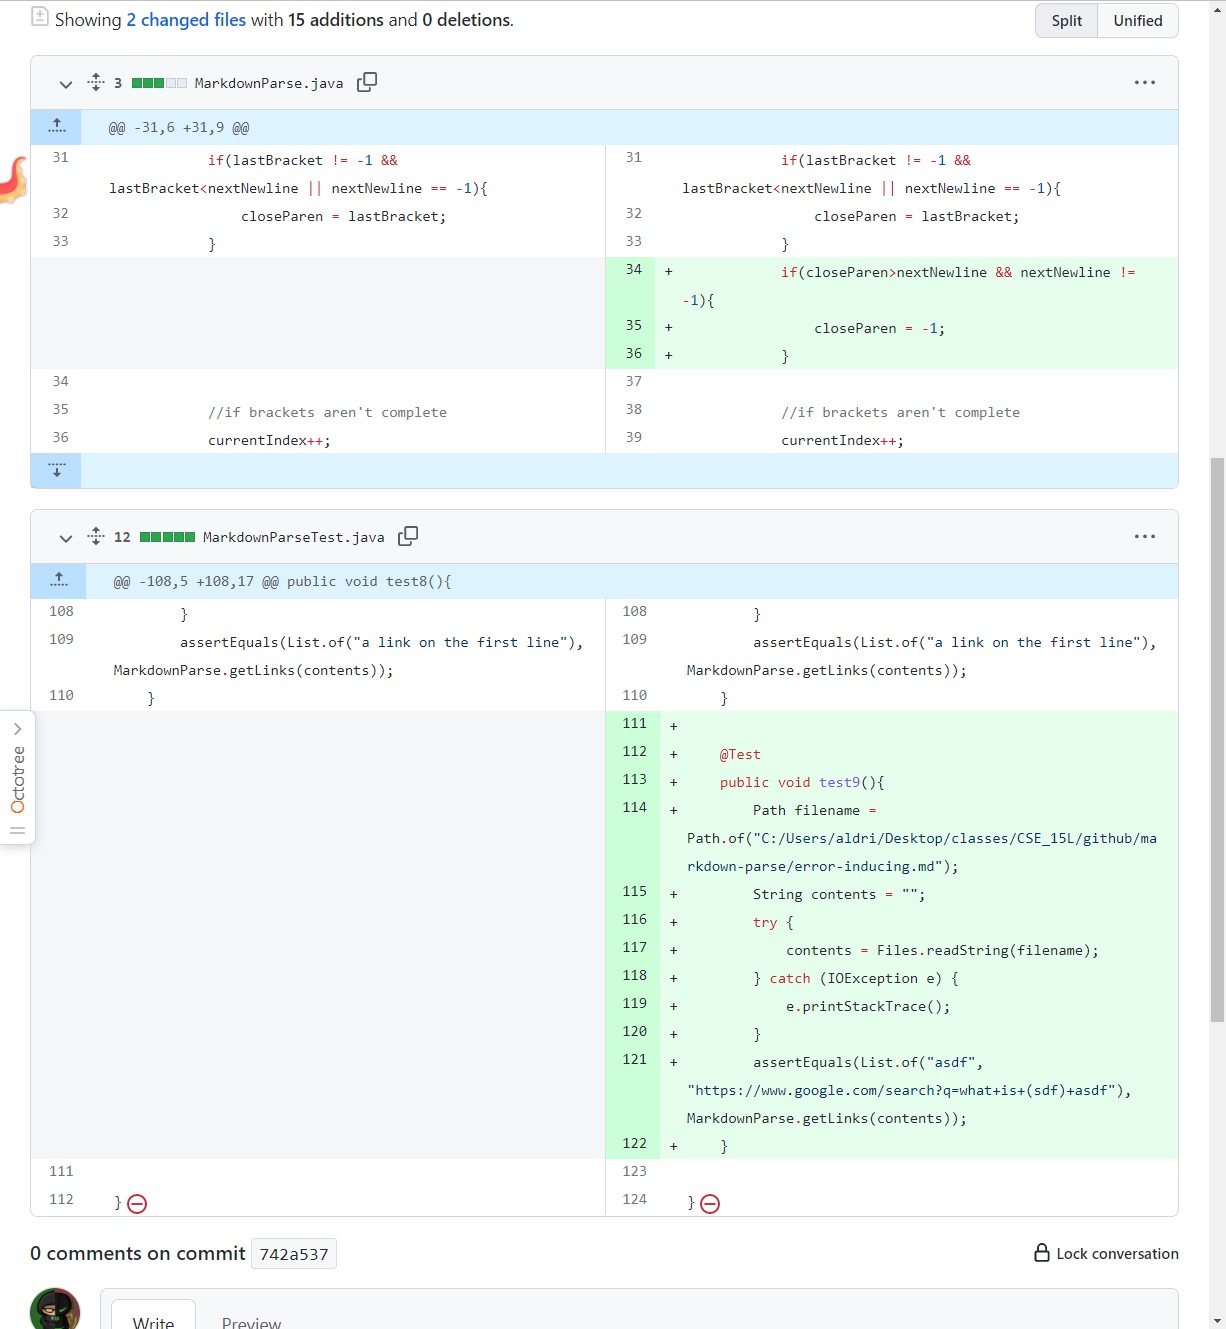 Showing 2 changed files with 15 additions and 0 deletions.
Split Unified
3 MarkdownParse.java
@@ -31,6 +31,9 @@
31 if(lastBracket != -1 &&
lastBracket<nextNewline || nextNewline == -1){
32 closeParen = lastBracket;
33 }
34
35 //if brackets aren't complete
36 currentIndex++;
31 if(lastBracket != -1 &&
lastBracket<nextNewline || nextNewline == -1){
32 closeParen = lastBracket;
33 }
34 + if(closeParen>nextNewline && nextNewline !=
-1){
35 + closeParen = -1;
36 + }
37
38 //if brackets aren't complete
39 currentIndex++;
12 MarkdownParseTest.java
@@ -108,5 +108,17 @@ public void test8(){
108 }
109 assertEquals(List.of("a link on the first line"),
MarkdownParse.getLinks(contents));
110 }
111
112 }
108 }
109 assertEquals(List.of("a link on the first line"),
MarkdownParse.getLinks(contents));
110 }
111 +
112 + @Test
113 + public void test9(){
114 + Path filename =
Path.of("C:/Users/aldri/Desktop/classes/CSE_15L/github/ma
rkdown-parse/error-inducing.md");
115 + String contents = "";
116 + try {
117 + contents = Files.readString(filename);
118 + } catch (IOException e) {
119 + e.printStackTrace();
120 + }
121 + assertEquals(List.of("asdf",
"https://www.google.com/search?q=what+is+(sdf)+asdf"),
MarkdownParse.getLinks(contents));
122 + }
123
124 }
Octotree
0 comments on commit 742a537
Lock conversation
Write Preview